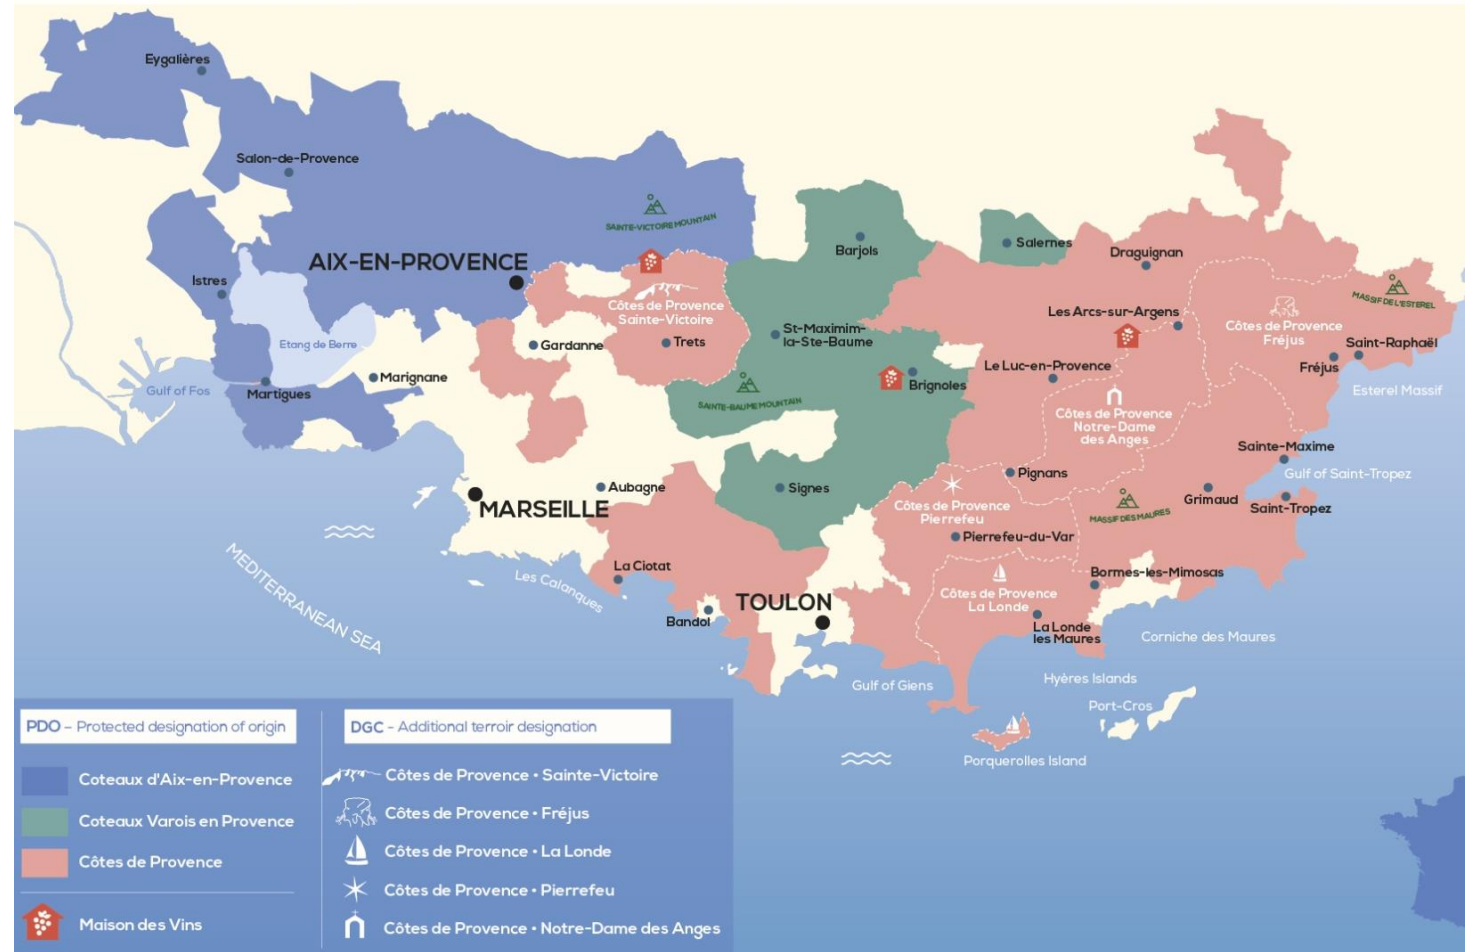 Eygalières
Salon-de-Provence
SAINTE-VICTOIRE MOUNTAIN
Barjols
Salernes
Draguignan
AIX-EN-PROVENCE
Istres
MASSIF DE L'ESTEREL
Côtes de Provence
Sainte-Victoire
Les Arcs-sur-Argens
Côtes de Provence
Fréjus
St-Maximim-
la-Ste-Baume
Etang de Berre
Gardanne
Trets
Saint-Raphaël
Le Luc-en-Provence
Fréjus
Marignane
Brignoles
Gulf of Fos
Martigues
Esterel Massif
SAINTE-BAUME MOUNTAIN
Côtes de Provence
Notre-Dame
des Anges
Sainte-Maxime
Pignans
Gulf of Saint-Tropez
Aubagne
Signes
Grimaud
MARSEILLE
Côtes de Provence
Pierrefeu
MASSIF DES MAURES
Saint-Tropez
Pierrefeu-du-Var
MEDITERRANEAN SEA
La Ciotat
Les Calanques
Bormes-les-Mimosas
Côtes de Provence
La Londe
TOULON
Bandol
La Londe
les Maures
Corniche des Maures
Gulf of Giens
Hyères Islands
Port-Cros
Porquerolles Island
PDO – Protected designation of origin
Coteaux d'Aix-en-Provence
Coteaux Varois en Provence
Côtes de Provence
Maison des Vins
DGC - Additional terroir designation
Côtes de Provence • Sainte-Victoire
Côtes de Provence • Fréjus
Côtes de Provence • La Londe
Côtes de Provence • Pierrefeu
Côtes de Provence • Notre-Dame des Anges